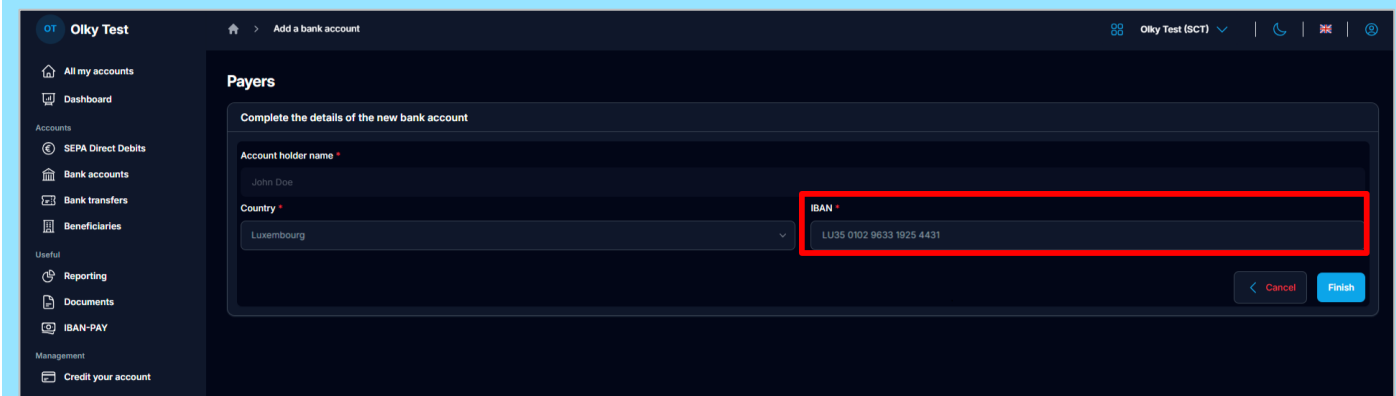 OT Olky Test
Add a bank account
Olky Test (SCT)
All my accounts
Dashboard
Accounts
SEPA Direct Debits
Bank accounts
Bank transfers
Beneficiaries
Useful
Reporting
Documents
IBAN-PAY
Management
Credit your account
Payers
Complete the details of the new bank account
Account holder name *
John Doe
Country *
Luxembourg
IBAN *
LU35 0102 9633 1925 4431
Cancel
Finish